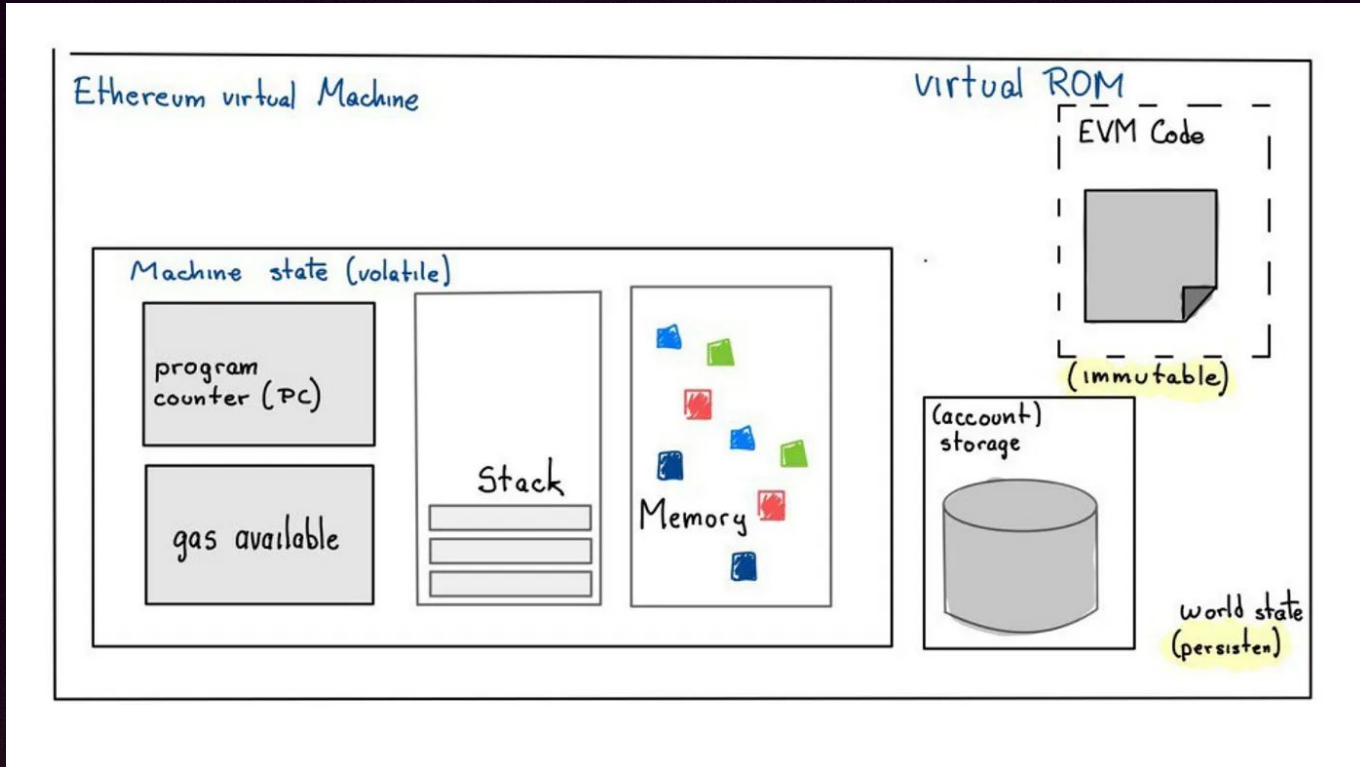 Ethereum virtual Machine
virtual ROM
EVM Code
(immutable)
Machine state (volatile)
program
counter (PC)
gas available
Stack
Memory
(account)
storage
world state
(persisten)